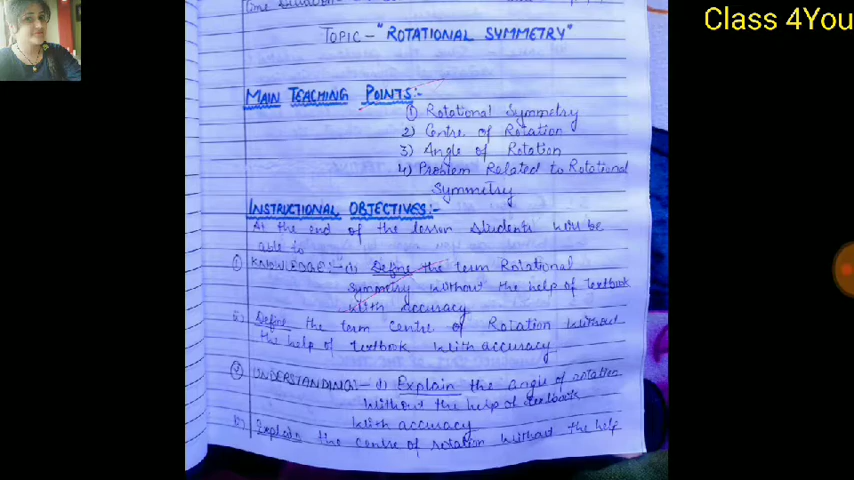 Class 4You
TOPIC - "ROTATIONAL SYMMETRY"
MAIN TEACHING POINTS:-
1) Rotational Symmetry
2) Centre of Rotation
3) Angle of Rotation
4) Problem Related to Rotational
Symmetry
INSTRUCTIONAL OBJECTIVES:-
At the end of the lesson students will be
able to
1) KNOWLEDGE:- (i) Define the term Rotational
Symmetry without the help of textbook
with accuracy
ii) Define the term centre of Rotation without
the help of textbook with accuracy
2) UNDERSTANDING:- (i) Explain the angle of rotation
without the help of textbook
with accuracy
ii) Explain the centre of rotation without the help